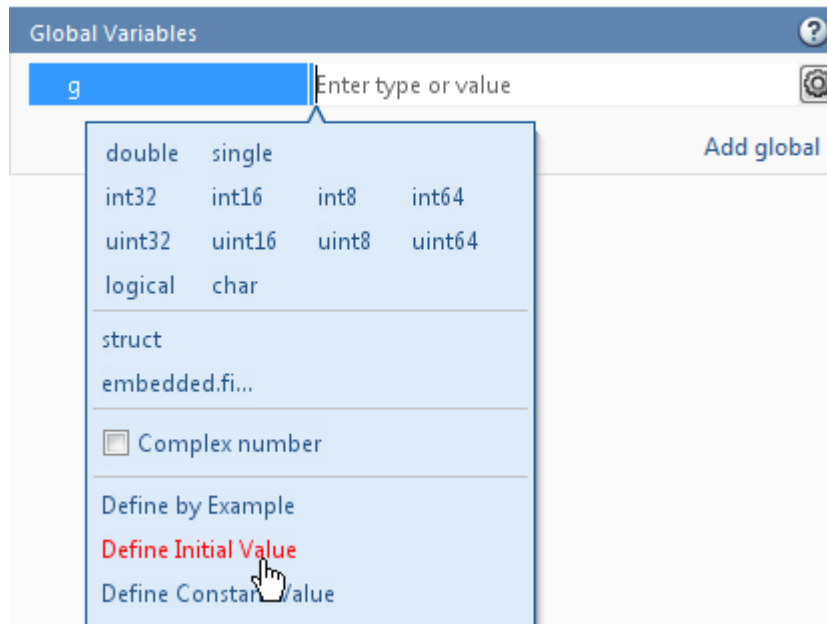 Global Variables ?
g Enter type or value
Add global
double single
int32 int16 int8 int64
uint32 uint16 uint8 uint64
logical char
struct
embedded.fi...
Complex number
Define by Example
Define Initial Value
Define Constant Value